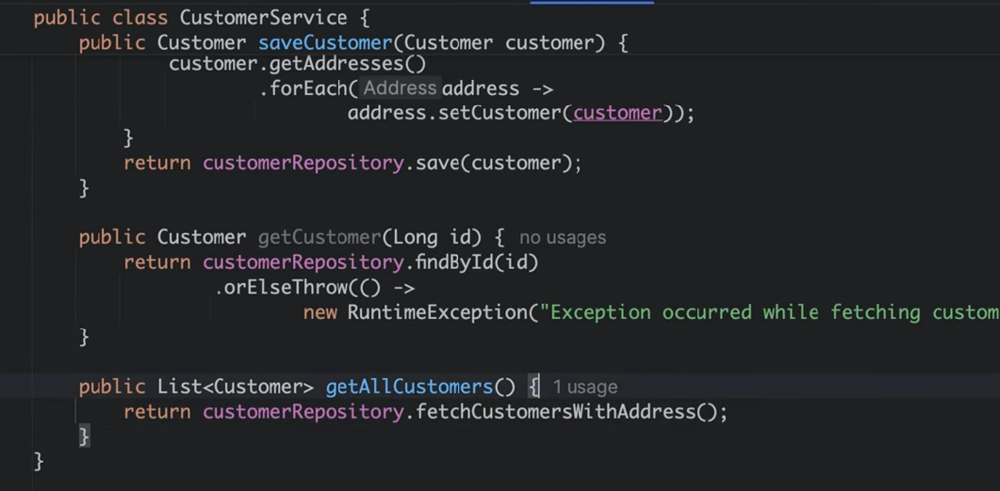 public class CustomerService {
    public Customer saveCustomer(Customer customer) {
            customer.getAddresses()
                    .forEach( Address address ->
                            address.setCustomer(customer));
        }
        return customerRepository.save(customer);
    }
    public Customer getCustomer(Long id) { no usages
        return customerRepository.findById(id)
                .orElseThrow(() ->
                        new RuntimeException("Exception occurred while fetching custom
    }
    public List<Customer> getAllCustomers() { 1 usage
        return customerRepository.fetchCustomersWithAddress();
    }
}